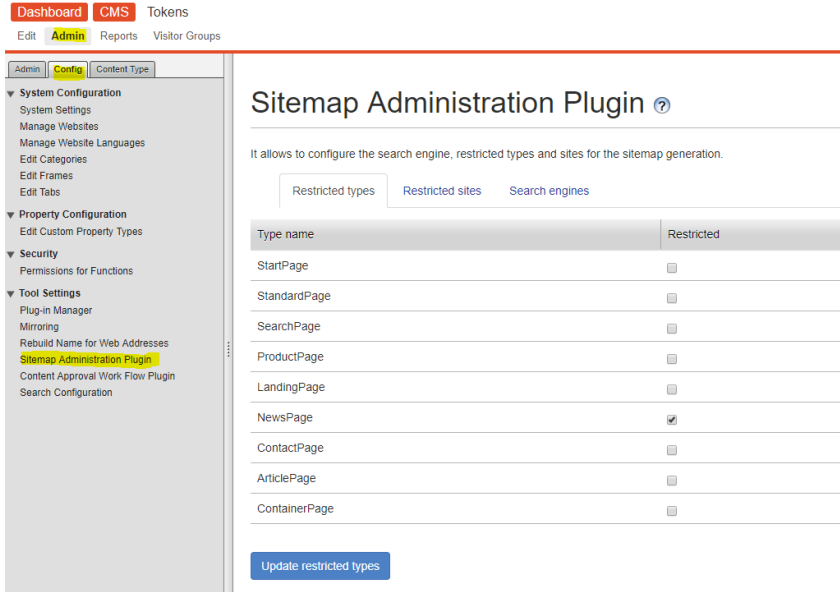 Dashboard CMS Tokens
Edit Admin Reports Visitor Groups
Admin Config Content Type
System Configuration
System Settings
Manage Websites
Manage Website Languages
Edit Categories
Edit Frames
Edit Tabs
Property Configuration
Edit Custom Property Types
Security
Permissions for Functions
Tool Settings
Plug-in Manager
Mirroring
Rebuild Name for Web Addresses
Sitemap Administration Plugin
Content Approval Work Flow Plugin
Search Configuration
Sitemap Administration Plugin ?
It allows to configure the search engine, restricted types and sites for the sitemap generation.
Restricted types Restricted sites Search engines
Type name Restricted
StartPage
StandardPage
SearchPage
ProductPage
LandingPage
NewsPage
ContactPage
ArticlePage
ContainerPage
Update restricted types